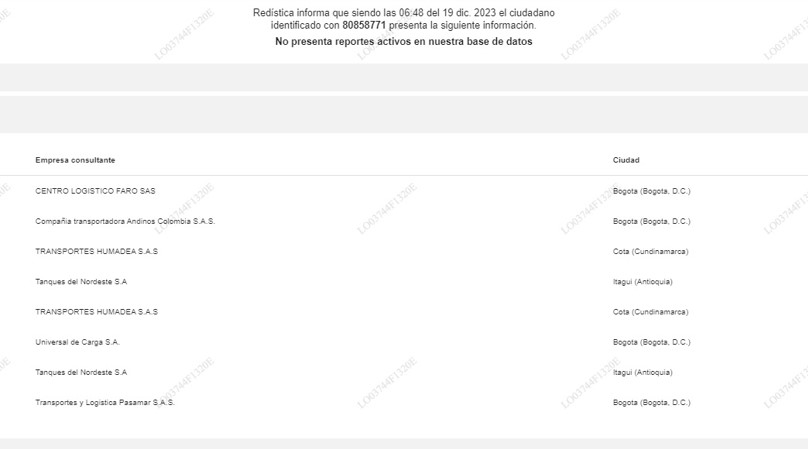 Redística informa que siendo las 06:48 del 19 dic. 2023 el ciudadano
identificado con 80858771 presenta la siguiente información.
No presenta reportes activos en nuestra base de datos
Empresa consultante Ciudad
CENTRO LOGISTICO FARO SAS Bogota (Bogota, D.C.)
Compañia transportadora Andinos Colombia S.A.S. Bogota (Bogota, D.C.)
TRANSPORTES HUMADEA S.A.S Cota (Cundinamarca)
Tanques del Nordeste S.A Itagui (Antioquia)
TRANSPORTES HUMADEA S.A.S Cota (Cundinamarca)
Universal de Carga S.A. Bogota (Bogota, D.C.)
Tanques del Nordeste S.A Itagui (Antioquia)
Transportes y Logistica Pasamar S.A.S. Bogota (Bogota, D.C.)
LO03744F1320E